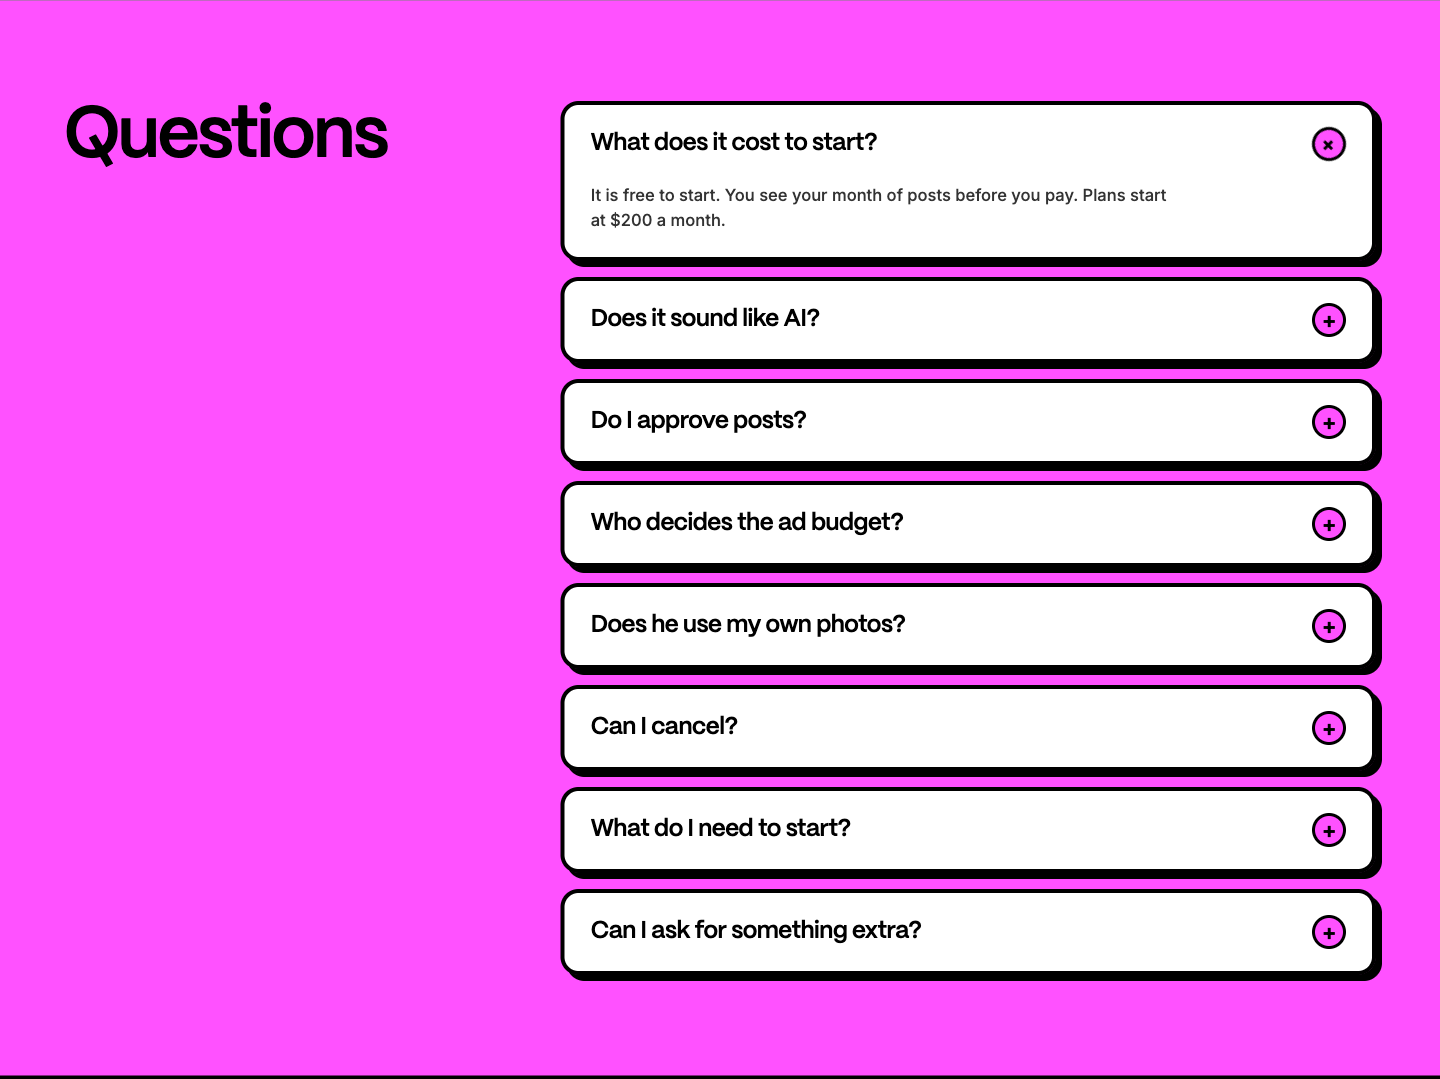 Questions
What does it cost to start?
It is free to start. You see your month of posts before you pay. Plans start
at $200 a month.
Does it sound like AI?
Do I approve posts?
Who decides the ad budget?
Does he use my own photos?
Can I cancel?
What do I need to start?
Can I ask for something extra?